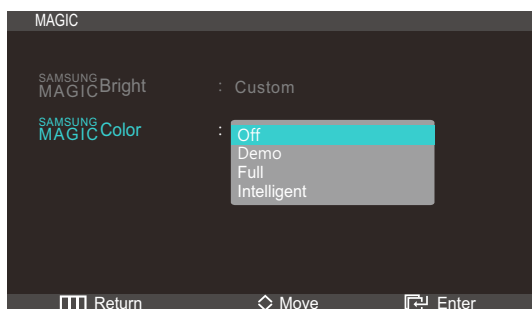 MAGIC
SAMSUNG MAGIC Bright : Custom
SAMSUNG MAGIC Color : Off
Demo
Full
Intelligent
Return Move Enter